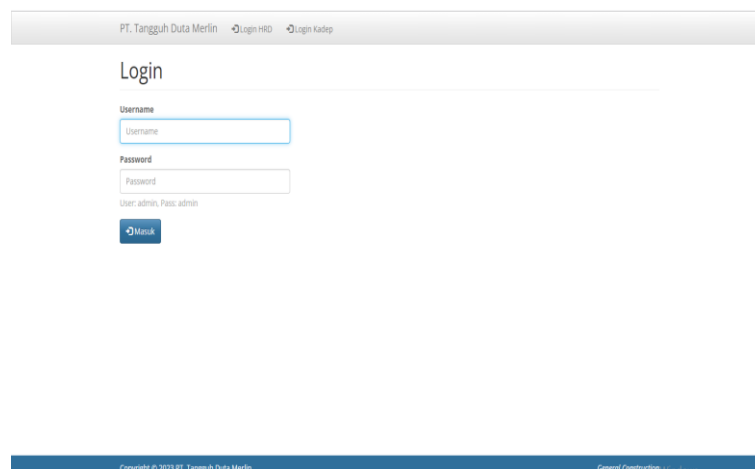 PT. Tangguh Duta Merlin Login HRD Login Kadep
Login
Username
Username
Password
Password
User: admin, Pass: admin
Masuk
Copyright © 2023 PT. Tangguh Duta Merlin General Construction